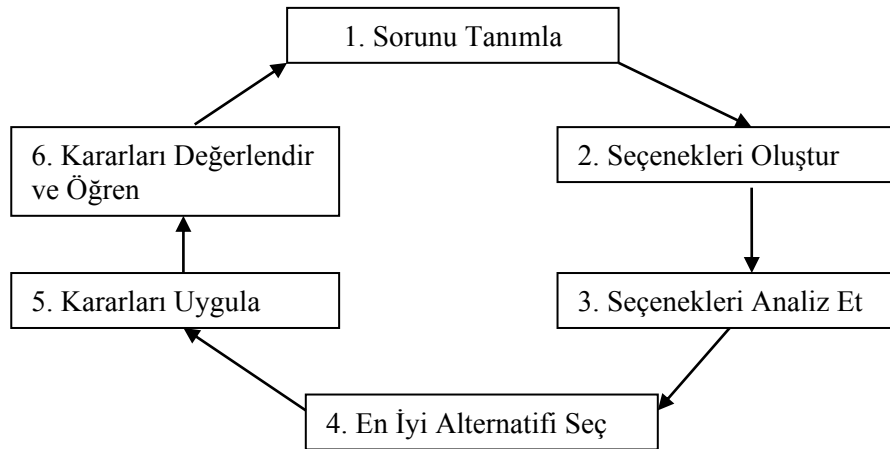 1. Sorunu Tanımla
2. Seçenekleri Oluştur
3. Seçenekleri Analiz Et
4. En İyi Alternatifi Seç
5. Kararları Uygula
6. Kararları Değerlendir
ve Öğren